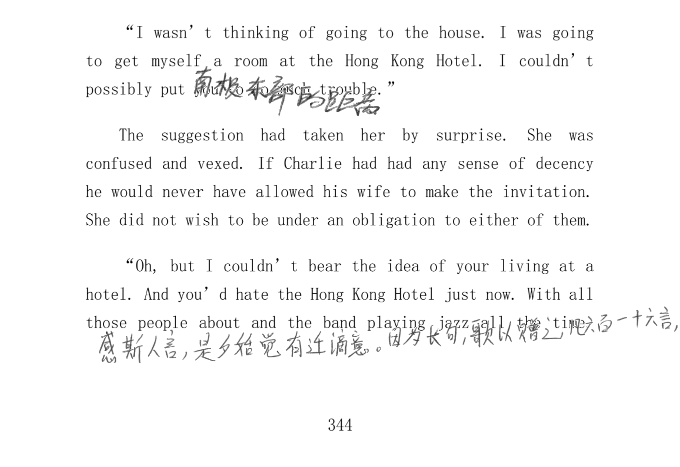 “I wasn’t thinking of going to the house. I was going
to get myself a room at the Hong Kong Hotel. I couldn’t
possibly put you to so much trouble.”
南极东部的距离
The suggestion had taken her by surprise. She was
confused and vexed. If Charlie had had any sense of decency
he would never have allowed his wife to make the invitation.
She did not wish to be under an obligation to either of them.
“Oh, but I couldn’t bear the idea of your living at a
hotel. And you’d hate the Hong Kong Hotel just now. With all
those people about and the band playing jazz all the time.
感斯人言，是夕始觉有迁谪意。因为长句，歌以赠之，凡六百一十六言，
344